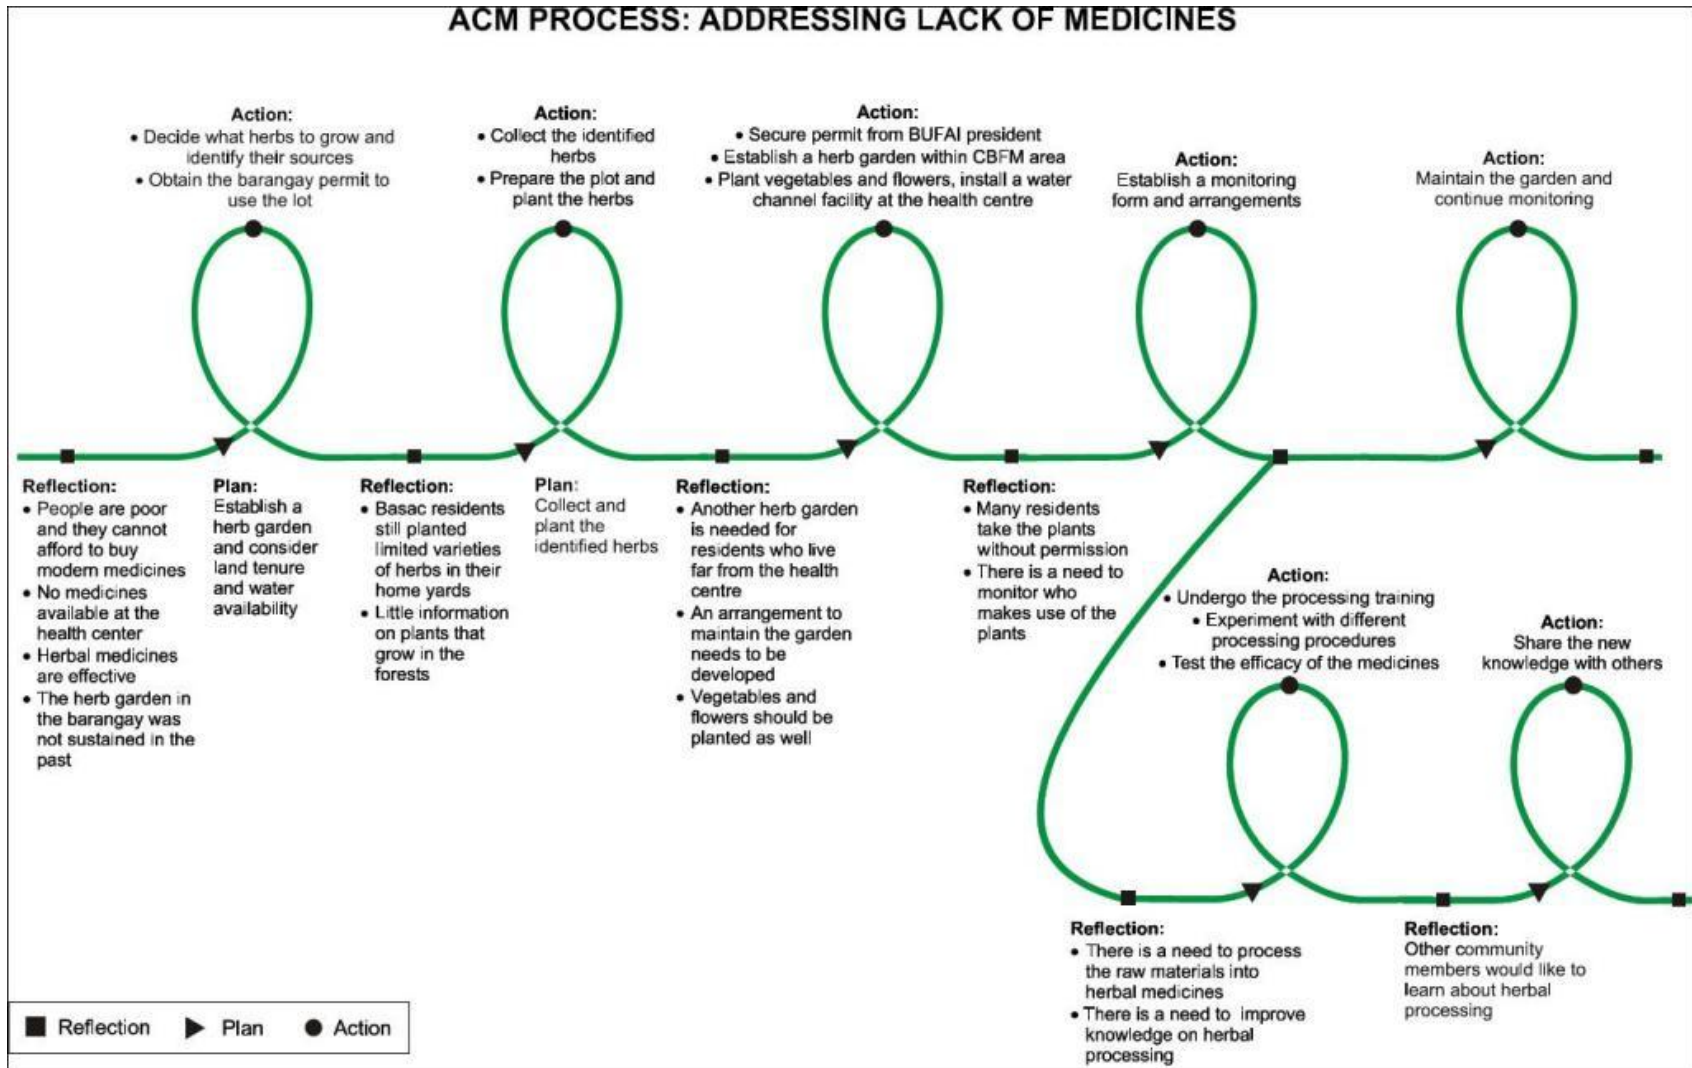 ACM PROCESS: ADDRESSING LACK OF MEDICINES
Action:
• Decide what herbs to grow and
identify their sources
• Obtain the barangay permit to
use the lot
Action:
• Collect the identified
herbs
• Prepare the plot and
plant the herbs
Action:
• Secure permit from BUFAI president
• Establish a herb garden within CBFM area
• Plant vegetables and flowers, install a water
channel facility at the health centre
Action:
Establish a monitoring
form and arrangements
Action:
Maintain the garden and
continue monitoring
Reflection:
• People are poor
and they cannot
afford to buy
modern medicines
• No medicines
available at the
health center
• Herbal medicines
are effective
• The herb garden in
the barangay was
not sustained in the
past
Plan:
Establish a
herb garden
and consider
land tenure
and water
availability
Reflection:
• Basac residents
still planted
limited varieties
of herbs in their
home yards
• Little information
on plants that
grow in the
forests
Plan:
Collect and
plant the
identified herbs
Reflection:
• Another herb garden
is needed for
residents who live
far from the health
centre
• An arrangement to
maintain the garden
needs to be
developed
• Vegetables and
flowers should be
planted as well
Reflection:
• Many residents
take the plants
without permission
• There is a need to
monitor who
makes use of the
plants
Action:
• Undergo the processing training
• Experiment with different
processing procedures
• Test the efficacy of the medicines
Action:
Share the new
knowledge with others
Reflection:
• There is a need to process
the raw materials into
herbal medicines
• There is a need to improve
knowledge on herbal
processing
Reflection:
Other community
members would like to
learn about herbal
processing
Reflection Plan Action